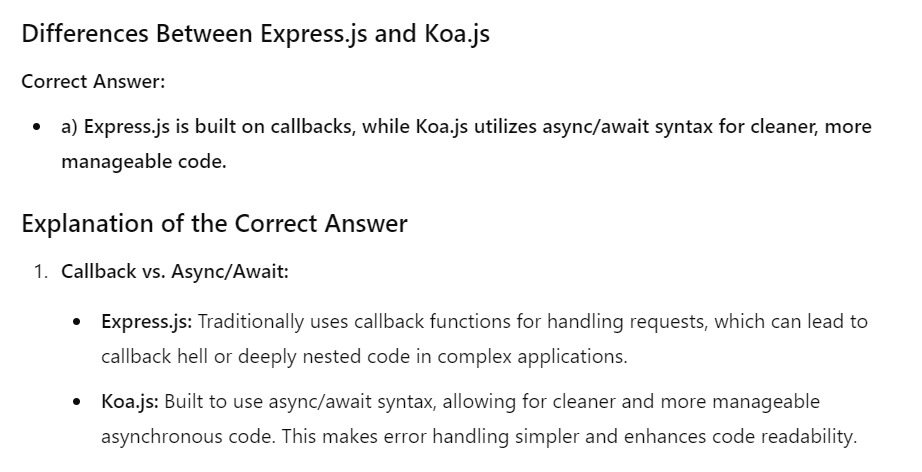 Differences Between Express.js and Koa.js
Correct Answer:
• a) Express.js is built on callbacks, while Koa.js utilizes async/await syntax for cleaner, more
manageable code.
Explanation of the Correct Answer
1. Callback vs. Async/Await:
• Express.js: Traditionally uses callback functions for handling requests, which can lead to
callback hell or deeply nested code in complex applications.
• Koa.js: Built to use async/await syntax, allowing for cleaner and more manageable
asynchronous code. This makes error handling simpler and enhances code readability.